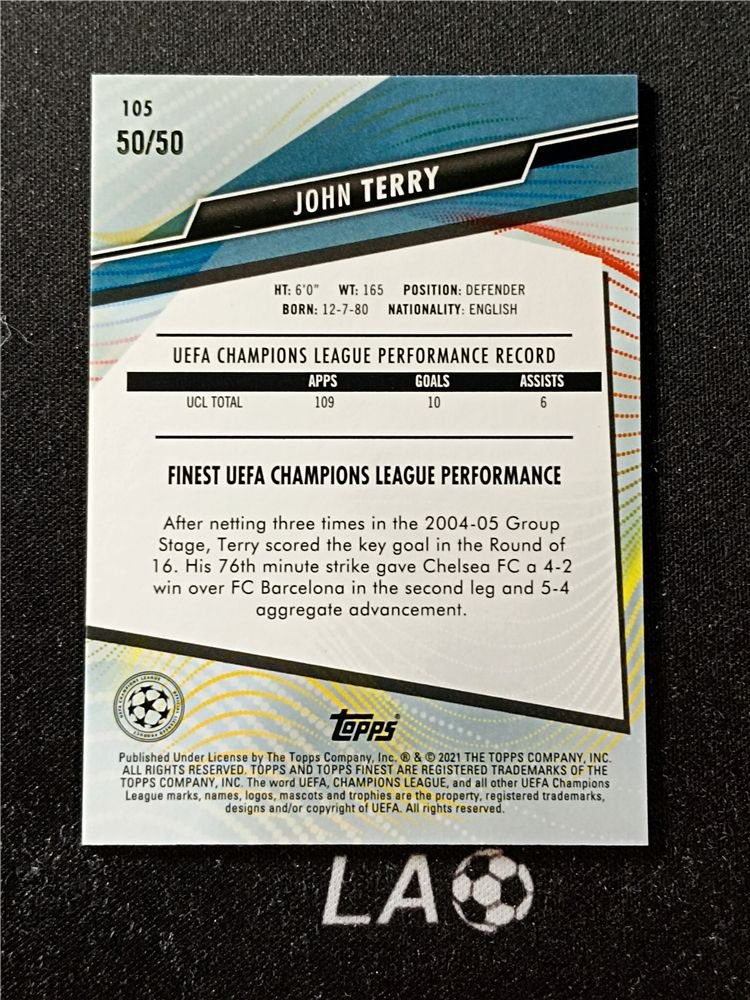 105
50/50
JOHN TERRY
HT: 6'0" WT: 165 POSITION: DEFENDER
BORN: 12-7-80 NATIONALITY: ENGLISH
UEFA CHAMPIONS LEAGUE PERFORMANCE RECORD
APPS GOALS ASSISTS
UCL TOTAL 109 10 6
FINEST UEFA CHAMPIONS LEAGUE PERFORMANCE
After netting three times in the 2004-05 Group
Stage, Terry scored the key goal in the Round of
16. His 76th minute strike gave Chelsea FC a 4-2
win over FC Barcelona in the second leg and 5-4
aggregate advancement.
UEFA CHAMPIONS LEAGUE
OFFICIAL LICENSED PRODUCT
Topps
Published Under License by The Topps Company, Inc. ® & © 2021 THE TOPPS COMPANY, INC.
ALL RIGHTS RESERVED. TOPPS AND TOPPS FINEST ARE REGISTERED TRADEMARKS OF THE
TOPPS COMPANY, INC. The word UEFA, CHAMPIONS LEAGUE, and all other UEFA Champions
League marks, names, logos, mascots and trophies are the property, registered trademarks,
designs and/or copyright of UEFA. All rights reserved.
LA